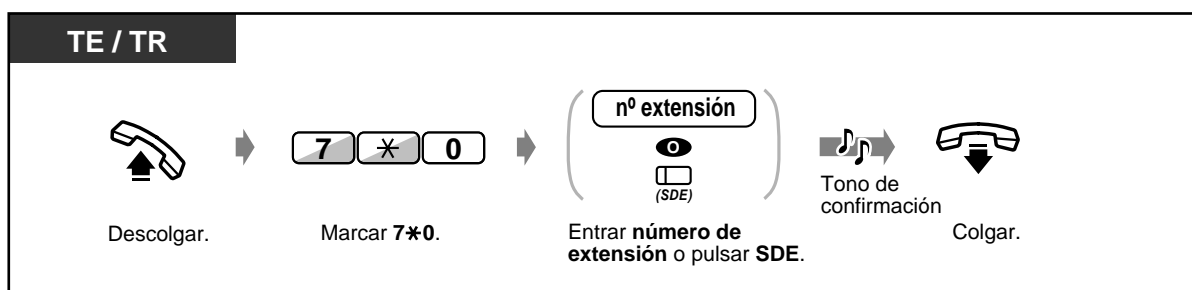 TE / TR
7 ✳ 0
nº extensión
O
(SDE)
Tono de
confirmación
Descolgar.
Marcar 7✳0.
Entrar número de
extensión o pulsar SDE.
Colgar.